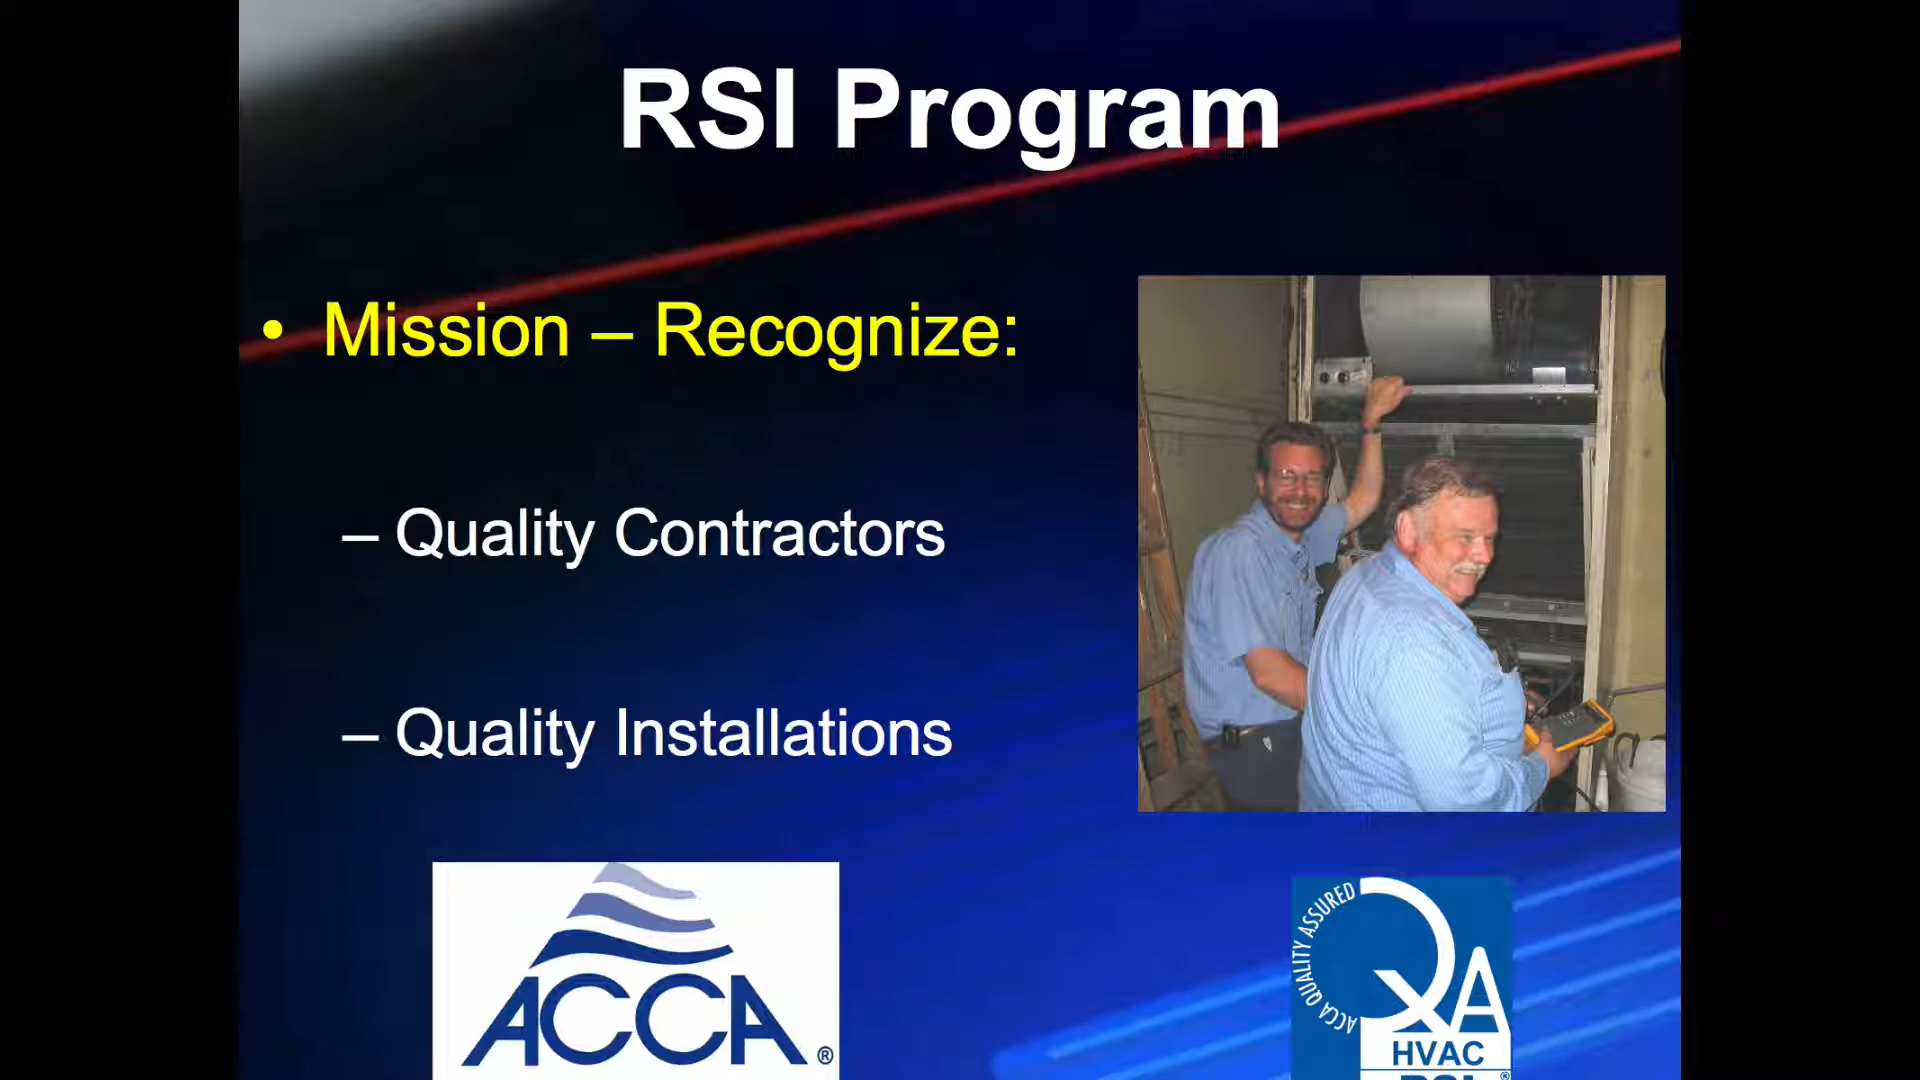 RSI Program
• Mission – Recognize:
– Quality Contractors
– Quality Installations
ACCA®
ACCA QUALITY ASSURED
QA
HVAC
RSI®